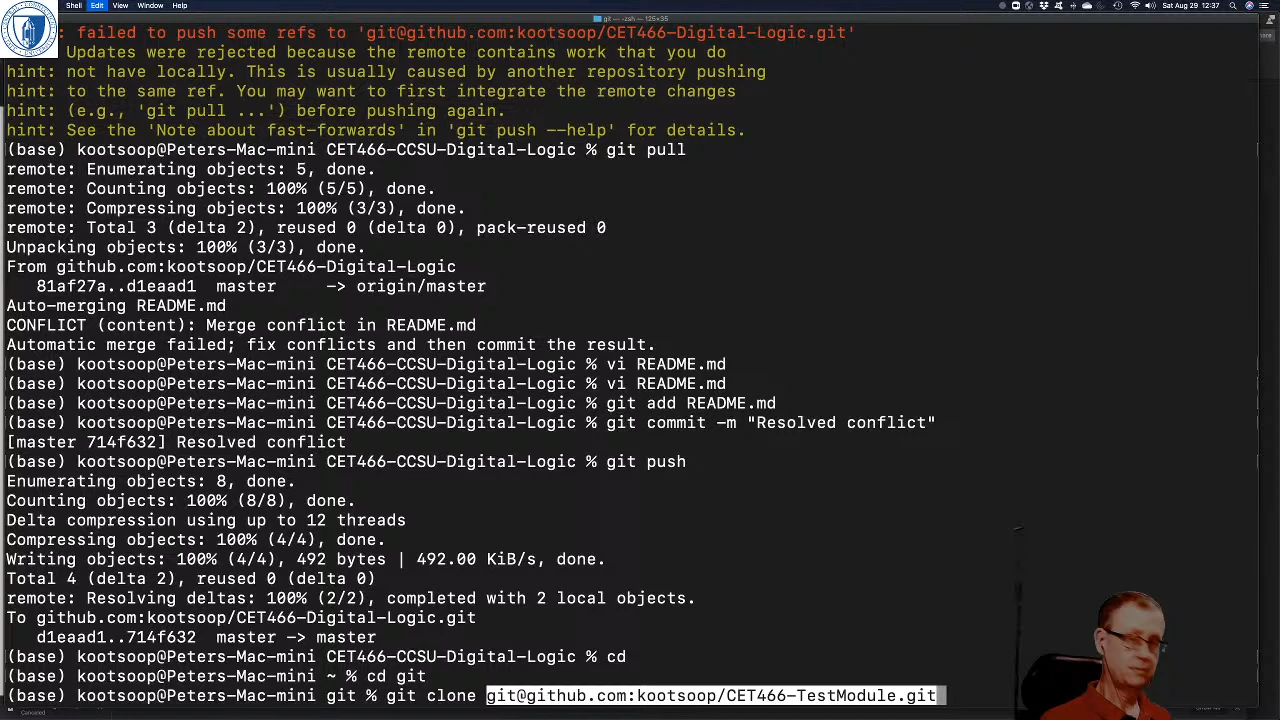 Shell Edit View Window Help
Sat Aug 29 12:37
git — -zsh — 125×35
: failed to push some refs to 'git@github.com:kootsoop/CET466-Digital-Logic.git'
Updates were rejected because the remote contains work that you do
hint: not have locally. This is usually caused by another repository pushing
hint: to the same ref. You may want to first integrate the remote changes
hint: (e.g., 'git pull ...') before pushing again.
hint: See the 'Note about fast-forwards' in 'git push --help' for details.
(base) kootsoop@Peters-Mac-mini CET466-CCSU-Digital-Logic % git pull
remote: Enumerating objects: 5, done.
remote: Counting objects: 100% (5/5), done.
remote: Compressing objects: 100% (3/3), done.
remote: Total 3 (delta 2), reused 0 (delta 0), pack-reused 0
Unpacking objects: 100% (3/3), done.
From github.com:kootsoop/CET466-Digital-Logic
81af27a..d1eaad1 master -> origin/master
Auto-merging README.md
CONFLICT (content): Merge conflict in README.md
Automatic merge failed; fix conflicts and then commit the result.
(base) kootsoop@Peters-Mac-mini CET466-CCSU-Digital-Logic % vi README.md
(base) kootsoop@Peters-Mac-mini CET466-CCSU-Digital-Logic % vi README.md
(base) kootsoop@Peters-Mac-mini CET466-CCSU-Digital-Logic % git add README.md
(base) kootsoop@Peters-Mac-mini CET466-CCSU-Digital-Logic % git commit -m "Resolved conflict"
[master 714f632] Resolved conflict
(base) kootsoop@Peters-Mac-mini CET466-CCSU-Digital-Logic % git push
Enumerating objects: 8, done.
Counting objects: 100% (8/8), done.
Delta compression using up to 12 threads
Compressing objects: 100% (4/4), done.
Writing objects: 100% (4/4), 492 bytes | 492.00 KiB/s, done.
Total 4 (delta 2), reused 0 (delta 0)
remote: Resolving deltas: 100% (2/2), completed with 2 local objects.
To github.com:kootsoop/CET466-Digital-Logic.git
d1eaad1..714f632 master -> master
(base) kootsoop@Peters-Mac-mini CET466-CCSU-Digital-Logic % cd
(base) kootsoop@Peters-Mac-mini ~ % cd git
(base) kootsoop@Peters-Mac-mini git % git clone git@github.com:kootsoop/CET466-TestModule.git
Canceled